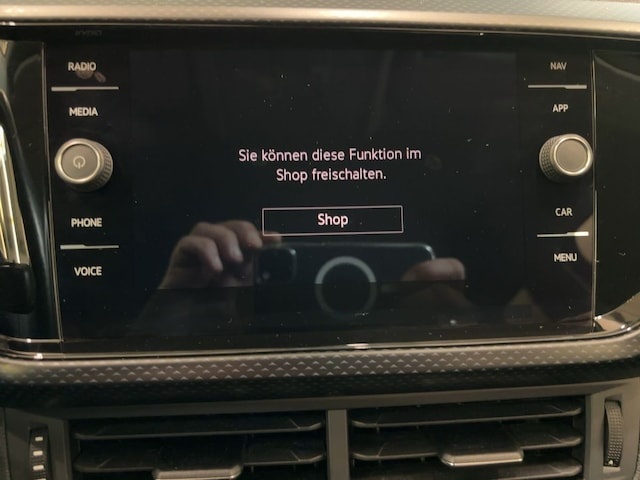 RADIO
NAV
MEDIA
APP
Sie können diese Funktion im
Shop freischalten.
Shop
PHONE
CAR
VOICE
MENU